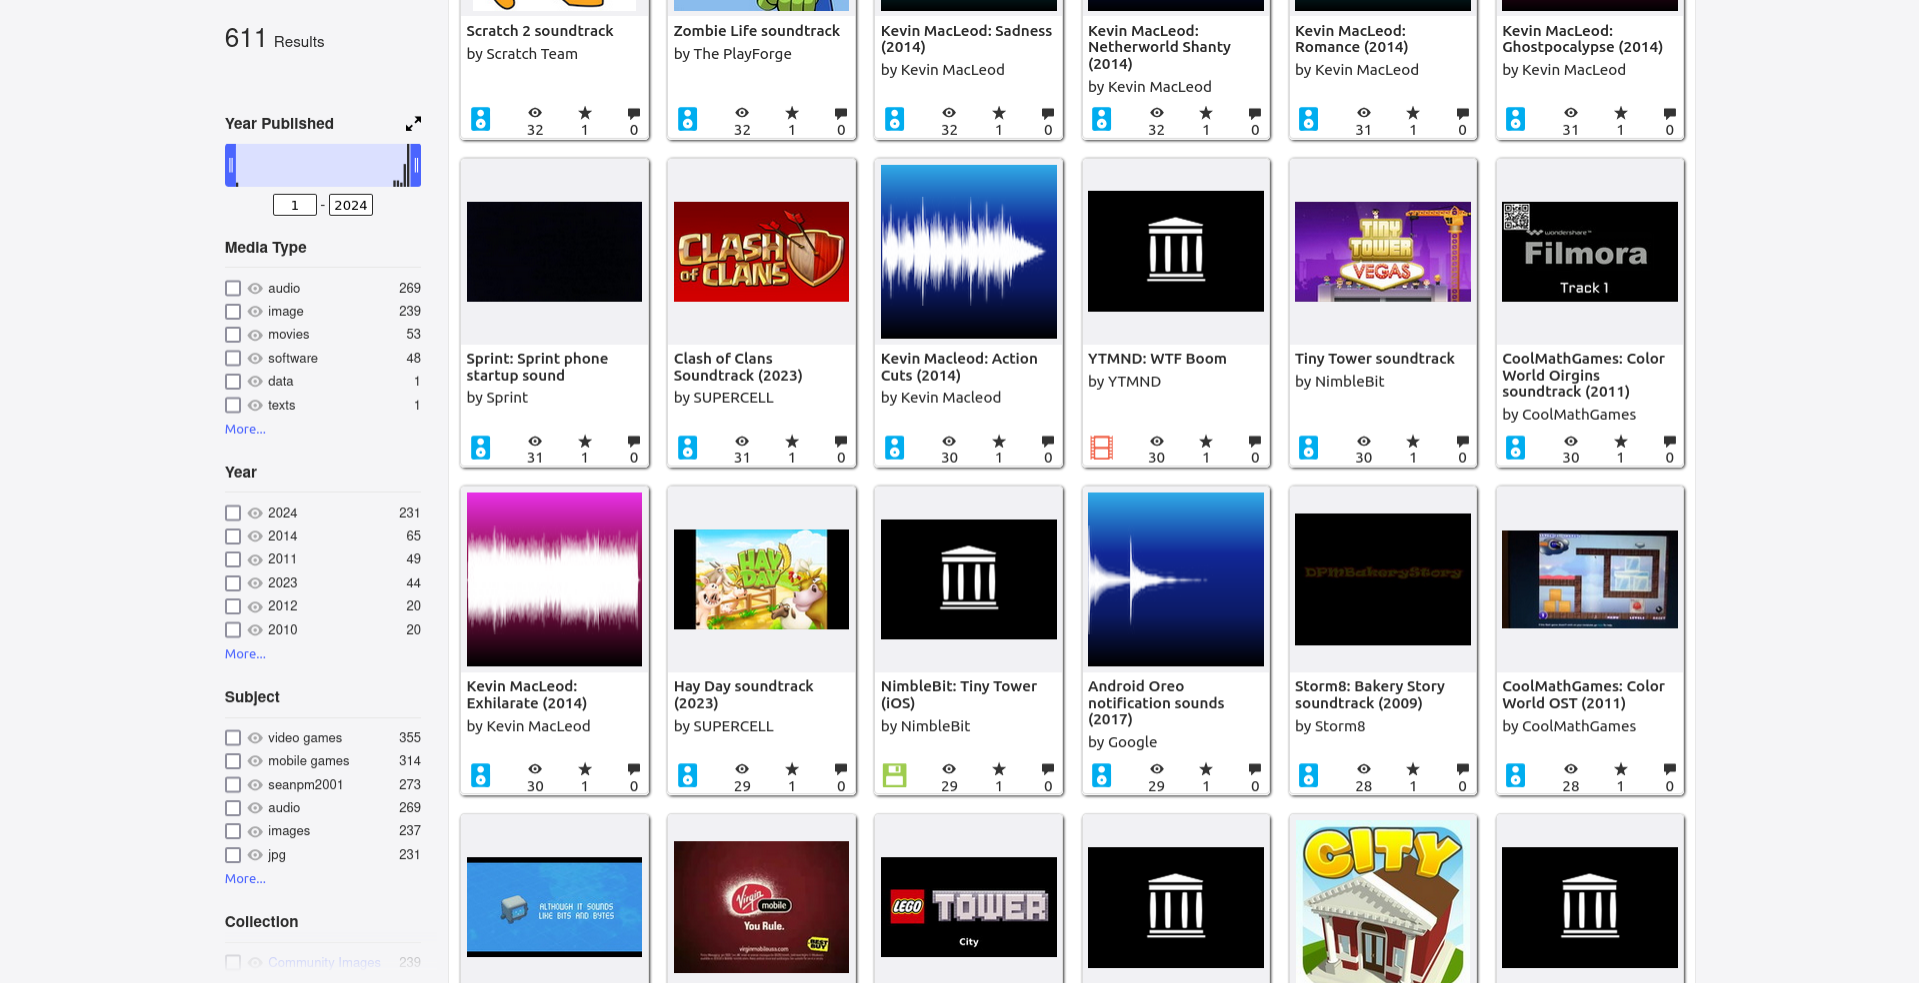 611 Results
Year Published
1 - 2024
Media Type
audio 269
image 239
movies 53
software 48
data 1
texts 1
More...
Year
2024 231
2014 65
2011 49
2023 44
2012 20
2010 20
More...
Subject
video games 355
mobile games 314
seanpm2001 273
audio 269
images 237
jpg 231
More...
Collection
Community Images 239
Scratch 2 soundtrack
by Scratch Team
32 1 0
Zombie Life soundtrack
by The PlayForge
32 1 0
Kevin MacLeod: Sadness
(2014)
by Kevin MacLeod
32 1 0
Kevin MacLeod:
Netherworld Shanty
(2014)
by Kevin MacLeod
32 1 0
Kevin MacLeod:
Romance (2014)
by Kevin MacLeod
31 1 0
Kevin MacLeod:
Ghostpocalypse (2014)
by Kevin MacLeod
31 1 0
Sprint: Sprint phone
startup sound
by Sprint
31 1 0
CLASH
OF CLANS
Clash of Clans
Soundtrack (2023)
by SUPERCELL
31 1 0
Kevin Macleod: Action
Cuts (2014)
by Kevin Macleod
30 1 0
YTMND: WTF Boom
by YTMND
30 1 0
TINY
TOWER
VEGAS
Tiny Tower soundtrack
by NimbleBit
30 1 0
wondershare™
Filmora
Track 1
CoolMathGames: Color
World Oirgins
soundtrack (2011)
by CoolMathGames
30 1 0
Kevin MacLeod:
Exhilarate (2014)
by Kevin MacLeod
30 1 0
HAY
DAY
Hay Day soundtrack
(2023)
by SUPERCELL
29 1 0
NimbleBit: Tiny Tower
(iOS)
by NimbleBit
29 1 0
Android Oreo
notification sounds
(2017)
by Google
29 1 0
DPMBakeryStory
Storm8: Bakery Story
soundtrack (2009)
by Storm8
28 1 0
CoolMathGames: Color
World OST (2011)
by CoolMathGames
28 1 0
ALTHOUGH IT SOUNDS
LIKE BITS AND BYTES
Virgin
mobile
You Rule.
virginmobileusa.com
BEST
BUY
LEGO TOWER
City
CITY